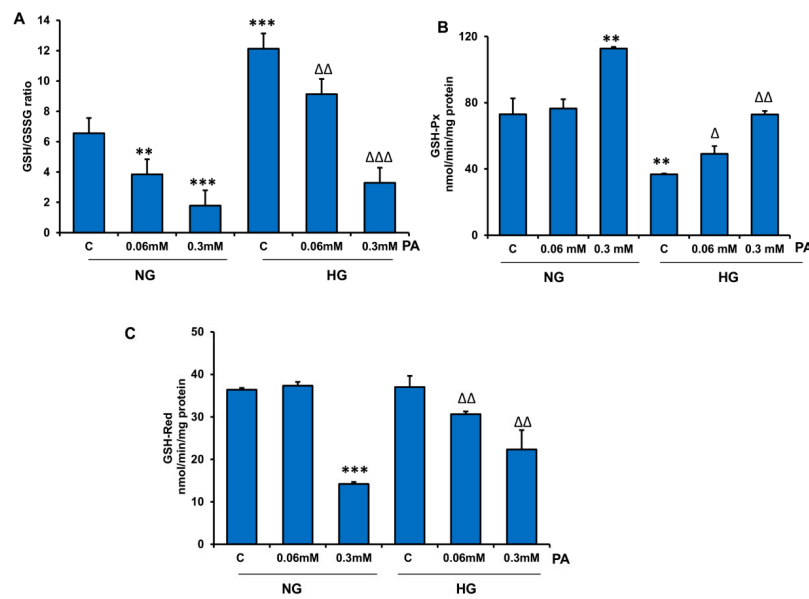 A
GSH/GSSG ratio
14
12
10
8
6
4
2
0
** 
***
***
ΔΔ
ΔΔΔ
C 0.06mM 0.3mM C 0.06mM 0.3mM PA
NG HG
B
GSH-Px
nmol/min/mg protein
120
80
40
0
**
**
Δ
ΔΔ
C 0.06 mM 0.3 mM C 0.06 mM 0.3 mM PA
NG HG
C
GSH-Red
nmol/min/mg protein
50
40
30
20
10
0
***
ΔΔ
ΔΔ
C 0.06mM 0.3mM C 0.06mM 0.3mM PA
NG HG